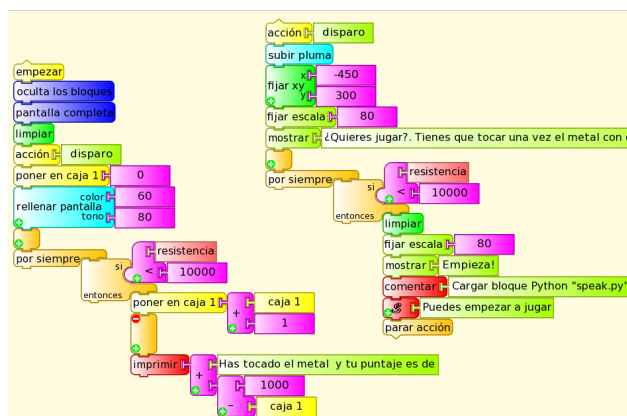 empezar
oculta los bloques
pantalla completa
limpiar
acción disparo
poner en caja 1 0
rellenar pantalla color 60
tono 80
por siempre si resistencia < 10000
entonces poner en caja 1 caja 1 + 1
imprimir Has tocado el metal y tu puntaje es de + 1000 - caja 1
acción disparo
subir pluma
fijar xy x -450
y 300
fijar escala 80
mostrar ¿Quieres jugar?. Tienes que tocar una vez el metal con
por siempre si resistencia < 10000
entonces limpiar
fijar escala 80
mostrar Empieza!
comentar Cargar bloque Python "speak.py"
Puedes empezar a jugar
parar acción